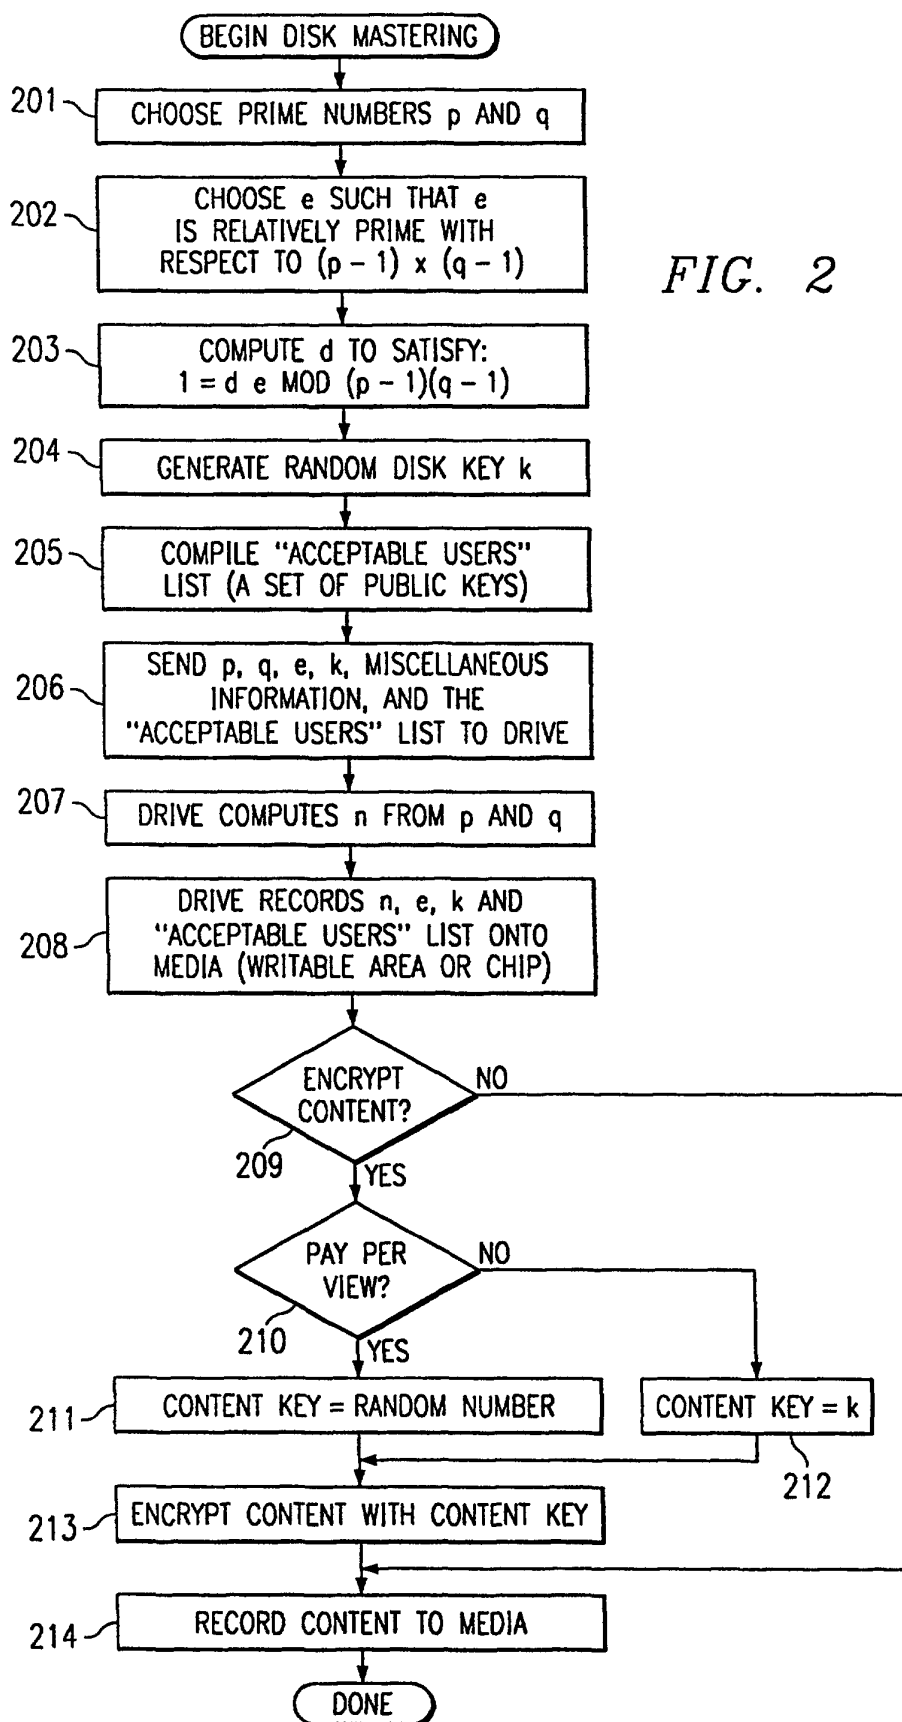 BEGIN DISK MASTERING
201
CHOOSE PRIME NUMBERS p AND q
202
CHOOSE e SUCH THAT e
IS RELATIVELY PRIME WITH
RESPECT TO (p – 1) x (q – 1)
FIG. 2
203
COMPUTE d TO SATISFY:
1 = d e MOD (p – 1)(q – 1)
204
GENERATE RANDOM DISK KEY k
205
COMPILE "ACCEPTABLE USERS"
LIST (A SET OF PUBLIC KEYS)
206
SEND p, q, e, k, MISCELLANEOUS
INFORMATION, AND THE
"ACCEPTABLE USERS" LIST TO DRIVE
207
DRIVE COMPUTES n FROM p AND q
208
DRIVE RECORDS n, e, k AND
"ACCEPTABLE USERS" LIST ONTO
MEDIA (WRITABLE AREA OR CHIP)
ENCRYPT
CONTENT?
NO
209
YES
PAY PER
VIEW?
NO
210
YES
211
CONTENT KEY = RANDOM NUMBER
CONTENT KEY = k
212
213
ENCRYPT CONTENT WITH CONTENT KEY
214
RECORD CONTENT TO MEDIA
DONE